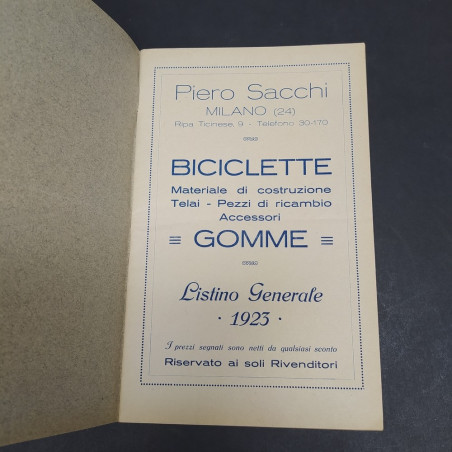 Piero Sacchi
MILANO (24)
Ripa Ticinese 9 - Telefono 30-170
BICICLETTE
Materiale di costruzione
Telai - Pezzi di ricambio
Accessori
GOMME
Listino Generale
· 1923 ·
I prezzi segnati sono netti da qualsiasi sconto
Riservato ai soli Rivenditori